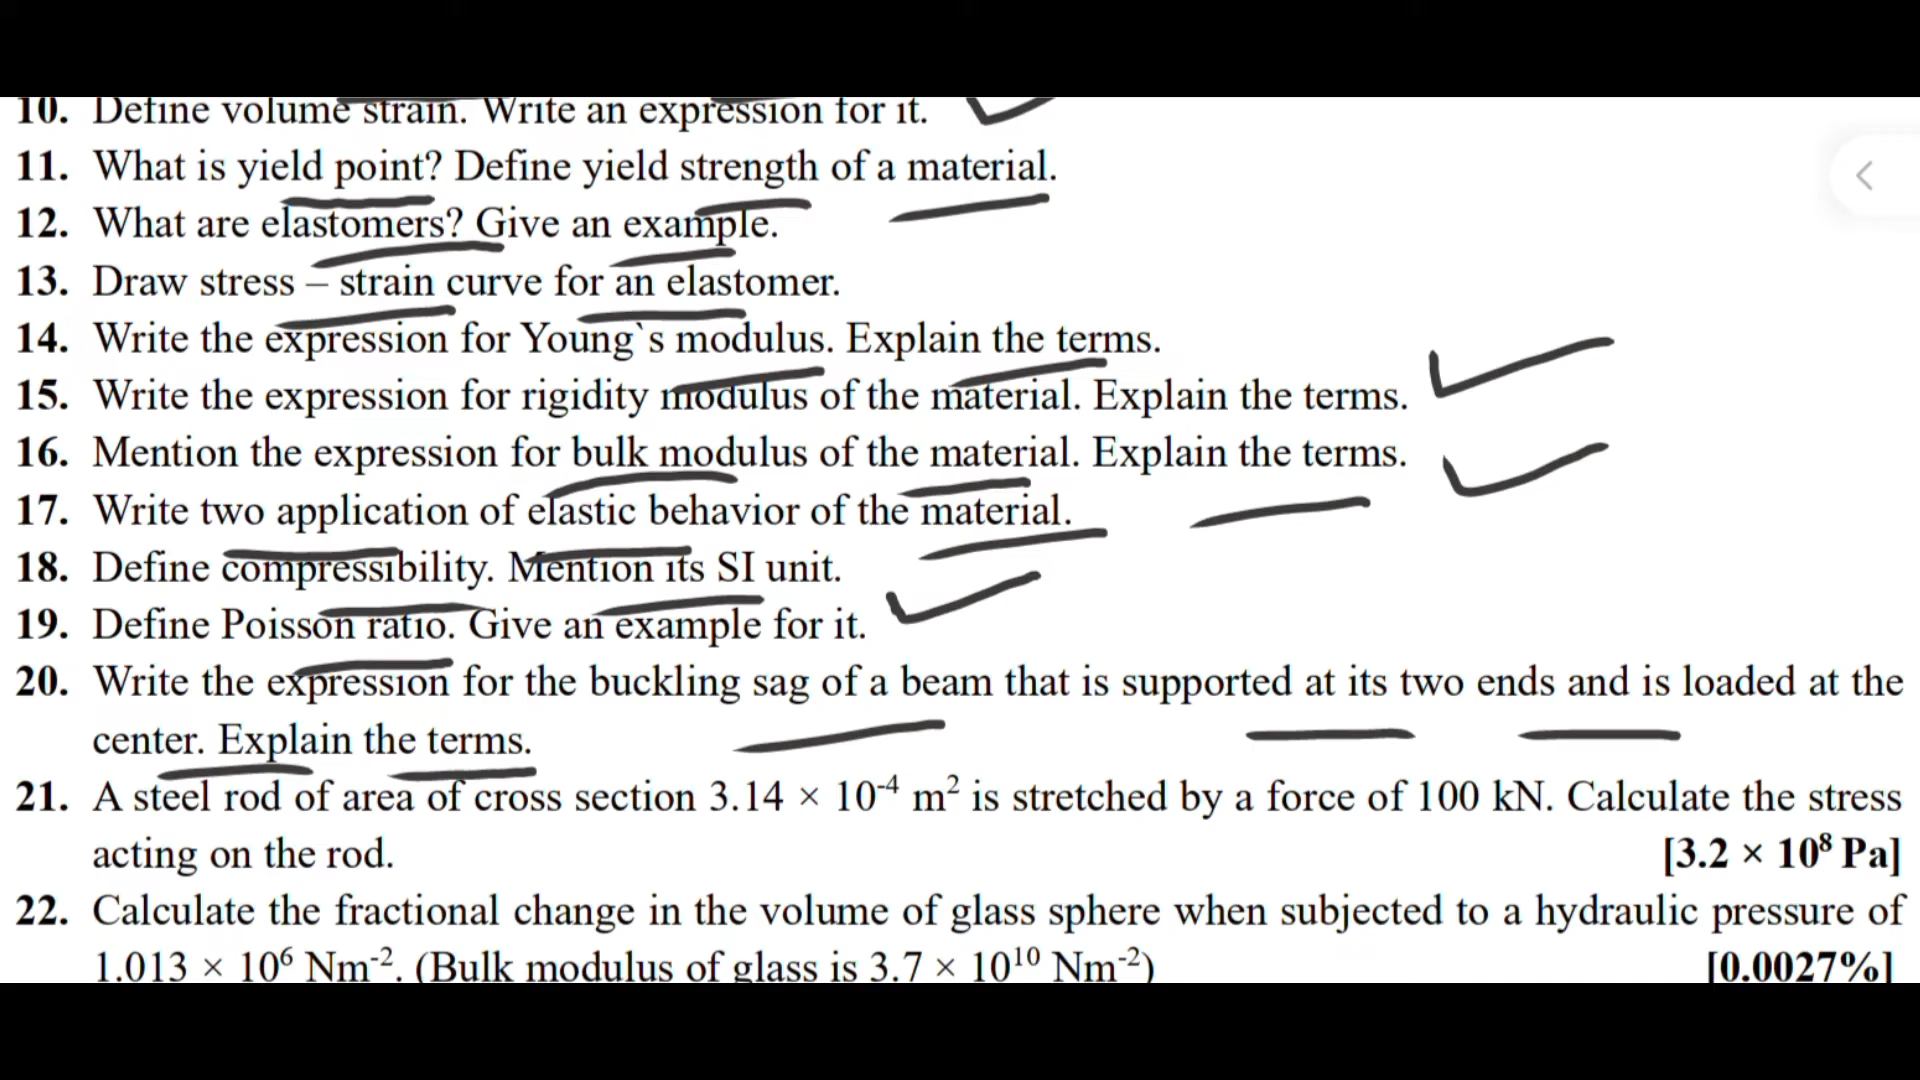 10. Define volume strain. Write an expression for it.
11. What is yield point? Define yield strength of a material.
12. What are elastomers? Give an example.
13. Draw stress – strain curve for an elastomer.
14. Write the expression for Young`s modulus. Explain the terms.
15. Write the expression for rigidity modulus of the material. Explain the terms.
16. Mention the expression for bulk modulus of the material. Explain the terms.
17. Write two application of elastic behavior of the material.
18. Define compressibility. Mention its SI unit.
19. Define Poisson ratio. Give an example for it.
20. Write the expression for the buckling sag of a beam that is supported at its two ends and is loaded at the
center. Explain the terms.
21. A steel rod of area of cross section 3.14 × 10⁻⁴ m² is stretched by a force of 100 kN. Calculate the stress
acting on the rod. [3.2 × 10⁸ Pa]
22. Calculate the fractional change in the volume of glass sphere when subjected to a hydraulic pressure of
1.013 × 10⁶ Nm⁻². (Bulk modulus of glass is 3.7 × 10¹⁰ Nm⁻²) [0.0027%]